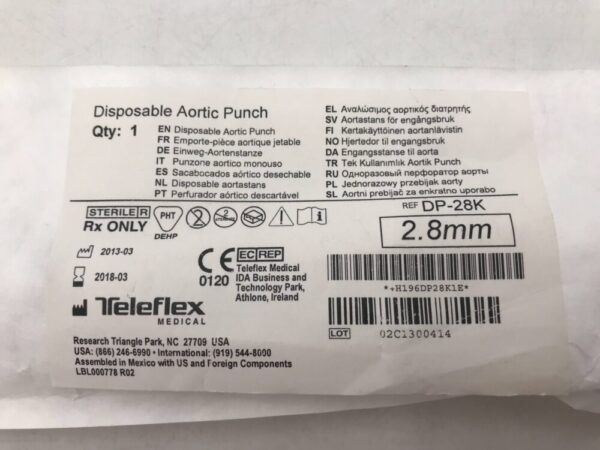 Disposable Aortic Punch
Qty: 1
EN Disposable Aortic Punch
FR Emporte-pièce aortique jetable
DE Einweg-Aortenstanze
IT Punzone aortico monouso
ES Sacabocados aórtico desechable
NL Disposable aortastans
PT Perfurador aórtico descartável
EL Αναλώσιμος αορτικός διατρητής
SV Aortastans för engångsbruk
FI Kertakäyttöinen aortanlävistin
NO Hjertedor til engangsbruk
DA Engangsstanse til aorta
TR Tek Kullanımlık Aortik Punch
RU Одноразовый перфоратор аорты
PL Jednorazowy przebijak aorty
SL Aortni prebijač za enkratno uporabo
STERILE R
Rx ONLY
PHT
DEHP
2
2
i
REF DP-28K
2.8mm
2013-03
2018-03
CE
0120
EC REP
Teleflex Medical
IDA Business and
Technology Park,
Athlone, Ireland
*+H196DP28K1E*
LOT 02C1300414
Teleflex
MEDICAL
Research Triangle Park, NC 27709 USA
USA: (866) 246-6990 • International: (919) 544-8000
Assembled in Mexico with US and Foreign Components
LBL000778 R02